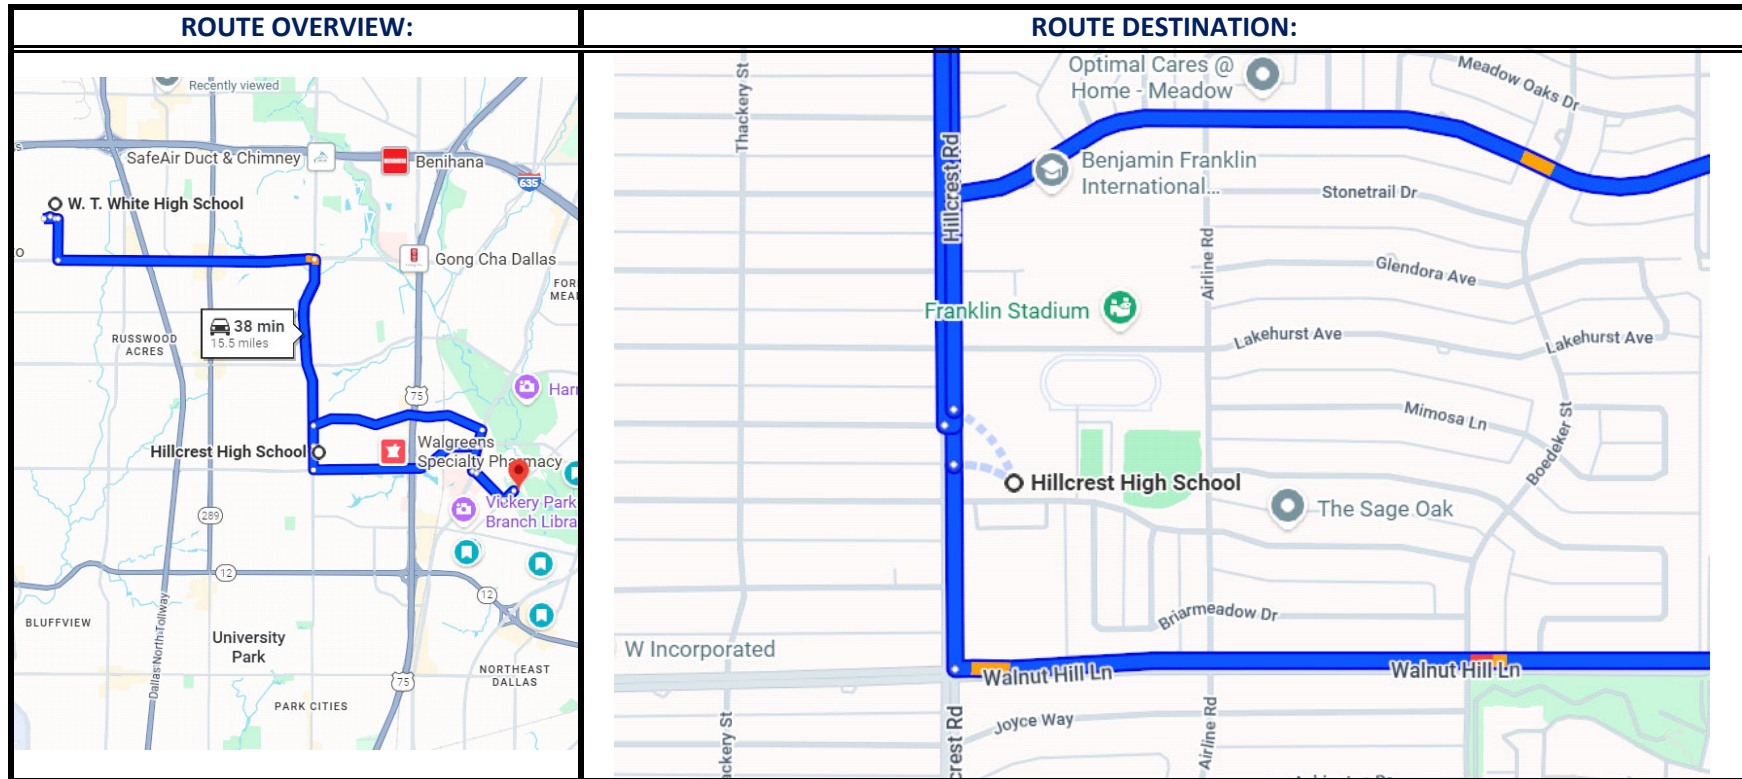 ROUTE OVERVIEW:
ROUTE DESTINATION:
Recently viewed
SafeAir Duct & Chimney
Benihana
635
W. T. White High School
Gong Cha Dallas
38 min
15.5 miles
RUSSWOOD
ACRES
75
Hillcrest High School
Walgreens
Specialty Pharmacy
Vickery Park
Branch Libra
289
12
12
BLUFFVIEW
University
Park
Dallas North Tollway
NORTHEAST
DALLAS
75
PARK CITIES
Thackery St
Optimal Cares @
Home - Meadow
Meadow Oaks Dr
Hillcrest Rd
Benjamin Franklin
International...
Stonetrail Dr
Airline Rd
Glendora Ave
Franklin Stadium
Lakehurst Ave
Lakehurst Ave
Mimosa Ln
Boedeker St
Hillcrest High School
The Sage Oak
Briarmeadow Dr
W Incorporated
Walnut Hill Ln
Walnut Hill Ln
Joyce Way
Airline Rd
ackery St
crest Rd